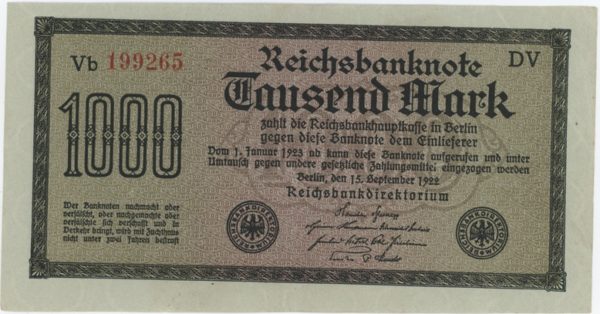 Vb 199265
DV
Reichsbanknote
Tausend Mark
1000
zahlt die Reichsbankhauptkasse in Berlin
gegen diese Banknote dem Einlieferer
Vom 1. Januar 1923 ab kann diese Banknote aufgerufen und unter
Umtausch gegen andere gesetzliche Zahlungsmittel eingezogen werden
Berlin, den 15. September 1922
Reichsbankdirektorium
Wer Banknoten nachmacht oder
verfälscht, oder nachgemachte oder
verfälschte sich verschafft und in
Verkehr bringt, wird mit Zuchthaus
nicht unter zwei Jahren bestraft